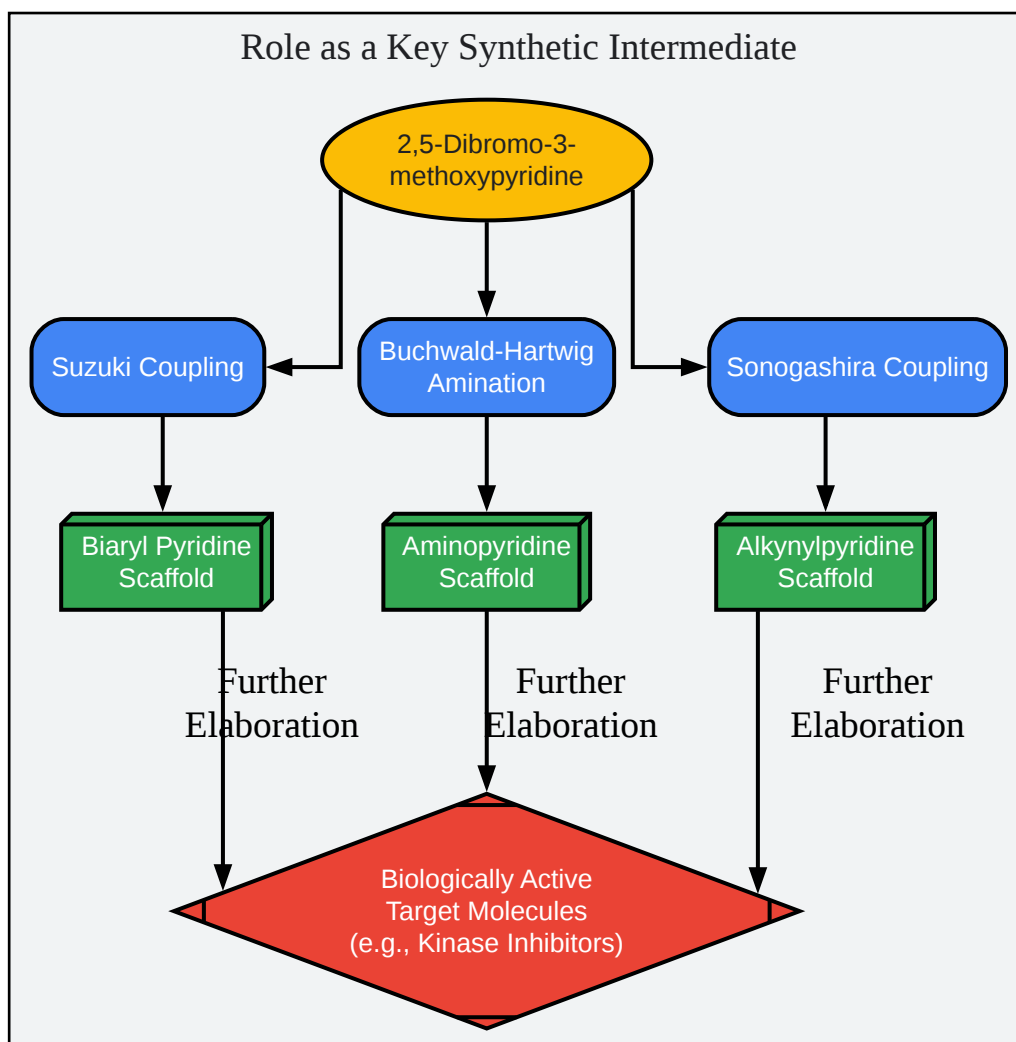 Role as a Key Synthetic Intermediate
2,5-Dibromo-3-
methoxypyridine
Suzuki Coupling
Buchwald-Hartwig
Amination
Sonogashira Coupling
Biaryl Pyridine
Scaffold
Aminopyridine
Scaffold
Alkynylpyridine
Scaffold
Further
Elaboration
Further
Elaboration
Further
Elaboration
Biologically Active
Target Molecules
(e.g., Kinase Inhibitors)